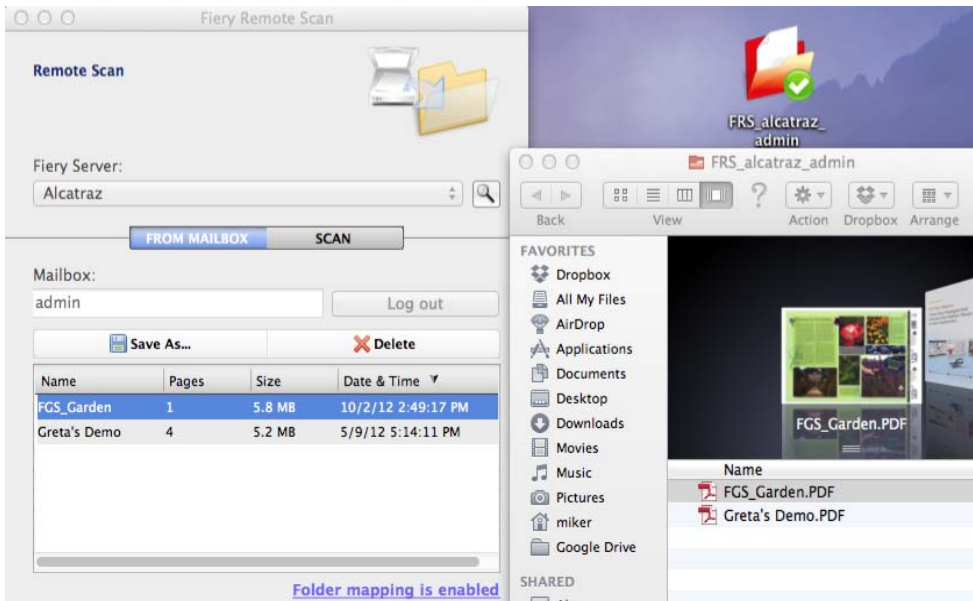 Fiery Remote Scan
Remote Scan
Fiery Server:
Alcatraz
FROM MAILBOX SCAN
Mailbox:
admin
Log out
Save As... Delete
Name Pages Size Date & Time
FGS_Garden 1 5.8 MB 10/2/12 2:49:17 PM
Greta's Demo 4 5.2 MB 5/9/12 5:14:11 PM
Folder mapping is enabled
FRS_alcatraz_
admin
FRS_alcatraz_admin
Back View Action Dropbox Arrange
FAVORITES
Dropbox
All My Files
AirDrop
Applications
Documents
Desktop
Downloads
Movies
Music
Pictures
miker
Google Drive
SHARED
FGS_Garden.PDF
Name
FGS_Garden.PDF
Greta's Demo.PDF